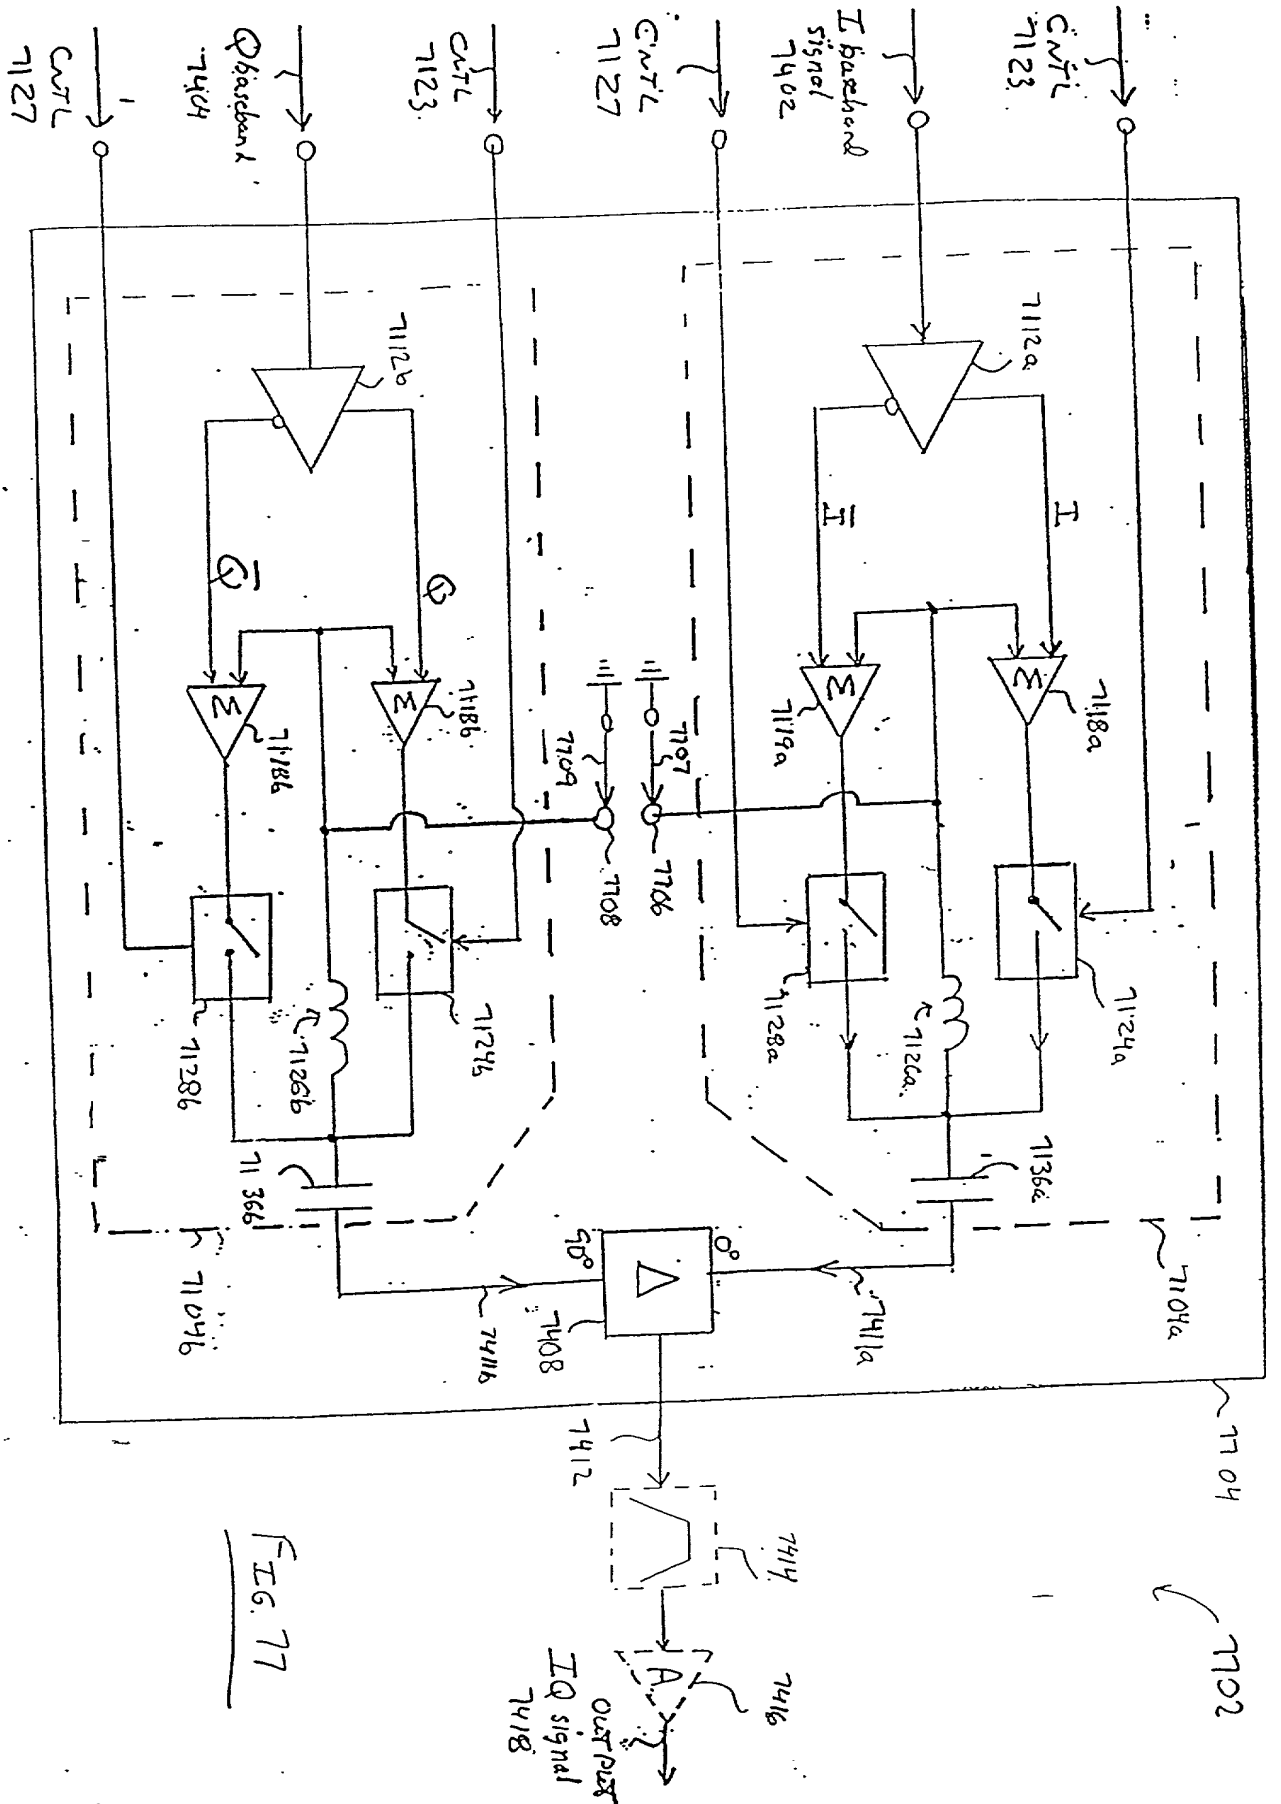 CNTL
7123
I baseband
signal
7402
CNTL
7127
CNTL
7123
Q baseband
7404
CNTL
7127
7112a
I
I̅
Σ
7118a
Σ
7119a
7124a
7128a
7126a
7136a
7104a
7707
7706
7709
7708
7112b
Q
Q̅
Σ
7118b
Σ
7118b
7124b
7126b
7128b
7136b
7104b
0°
90°
7411a
7411b
7408
7412
7704
7414
A
7416
OUTPUT
IQ signal
7418
7702
FIG. 77